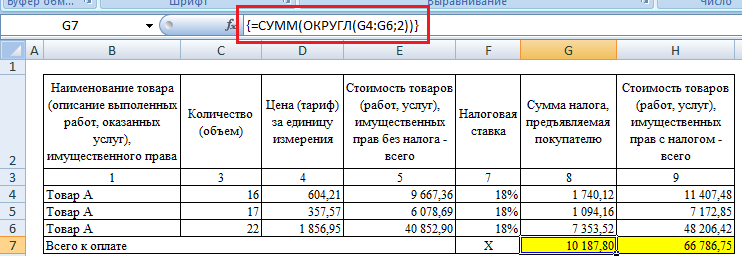 Буфер обм... Шрифт Выравнивание Число
G7 fx {=СУММ(ОКРУГЛ(G4:G6;2))}
A B C D E F G H
1
Наименование товара
(описание выполенных
работ, оказанных
услуг),
имущественного права
Количество
(объем)
Цена (тариф)
за единицу
измерения
Стоимость товаров
(работ, услуг),
имущественных
прав без налога -
всего
Налоговая
ставка
Сумма налога,
предъявляемая
покупателю
Стоимость товаров
(работ, услуг),
имущественных
прав с налогом -
всего
2
3 1 3 4 5 7 8 9
4 Товар А 16 604,21 9 667,36 18% 1 740,12 11 407,48
5 Товар А 17 357,57 6 078,69 18% 1 094,16 7 172,85
6 Товар А 22 1 856,95 40 852,90 18% 7 353,52 48 206,42
7 Всего к оплате X 10 187,80 66 786,75